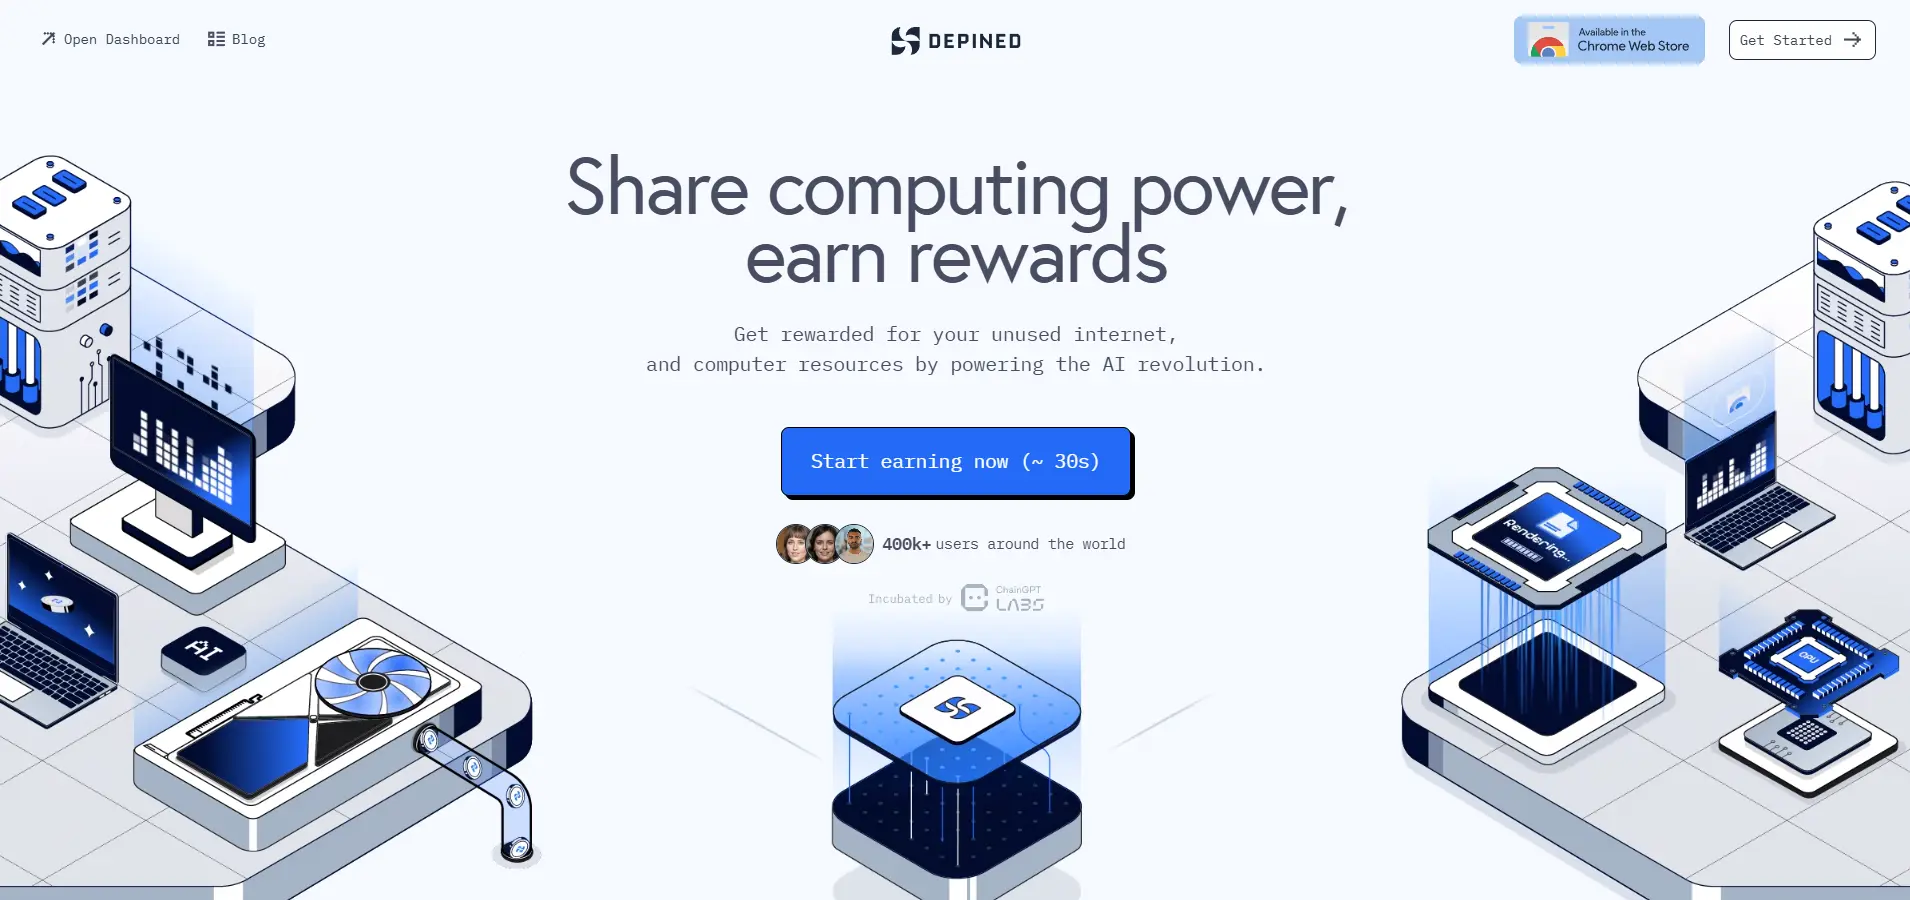 Open Dashboard
Blog
DEPINED
Available in the
Chrome Web Store
Get Started
Share computing power,
earn rewards
Get rewarded for your unused internet,
and computer resources by powering the AI revolution.
Start earning now (~ 30s)
400k+ users around the world
Incubated by
ChainGPT
LABS
AI
Rendering...
CPU